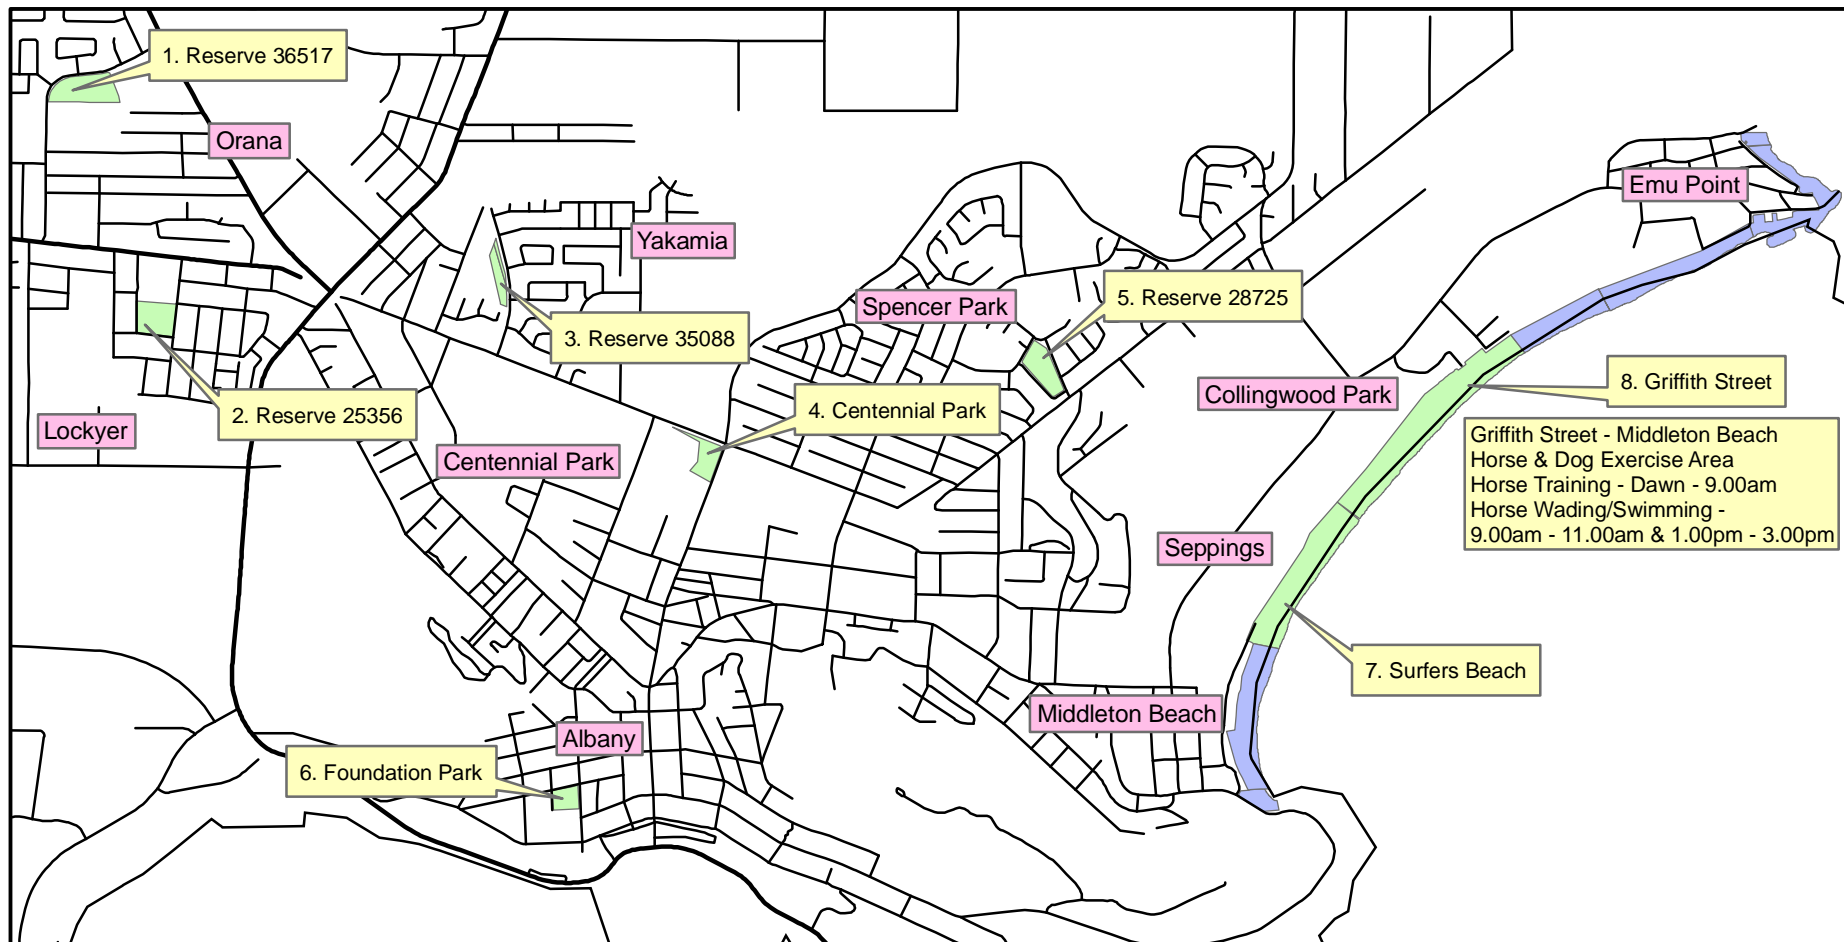 1. Reserve 36517
Orana
Emu Point
Yakamia
5. Reserve 28725
Spencer Park
3. Reserve 35088
8. Griffith Street
Collingwood Park
2. Reserve 25356
4. Centennial Park
Lockyer
Centennial Park
Griffith Street - Middleton Beach
Horse & Dog Exercise Area
Horse Training - Dawn - 9.00am
Horse Wading/Swimming -
9.00am - 11.00am & 1.00pm - 3.00pm
Seppings
7. Surfers Beach
Middleton Beach
Albany
6. Foundation Park